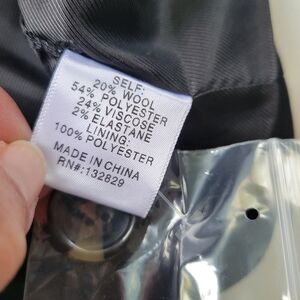 SELF:
20% WOOL
54% POLYESTER
24% VISCOSE
2% ELASTANE
LINING:
100% POLYESTER
MADE IN CHINA
RN#: 132829